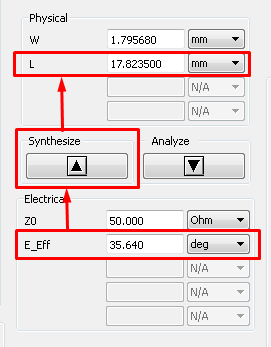 Physical
W 1.795680 mm
L 17.823500 mm
N/A
N/A
Synthesize Analyze
Electrical
Z0 50.000 Ohm
E_Eff 35.640 deg
N/A
N/A
N/A